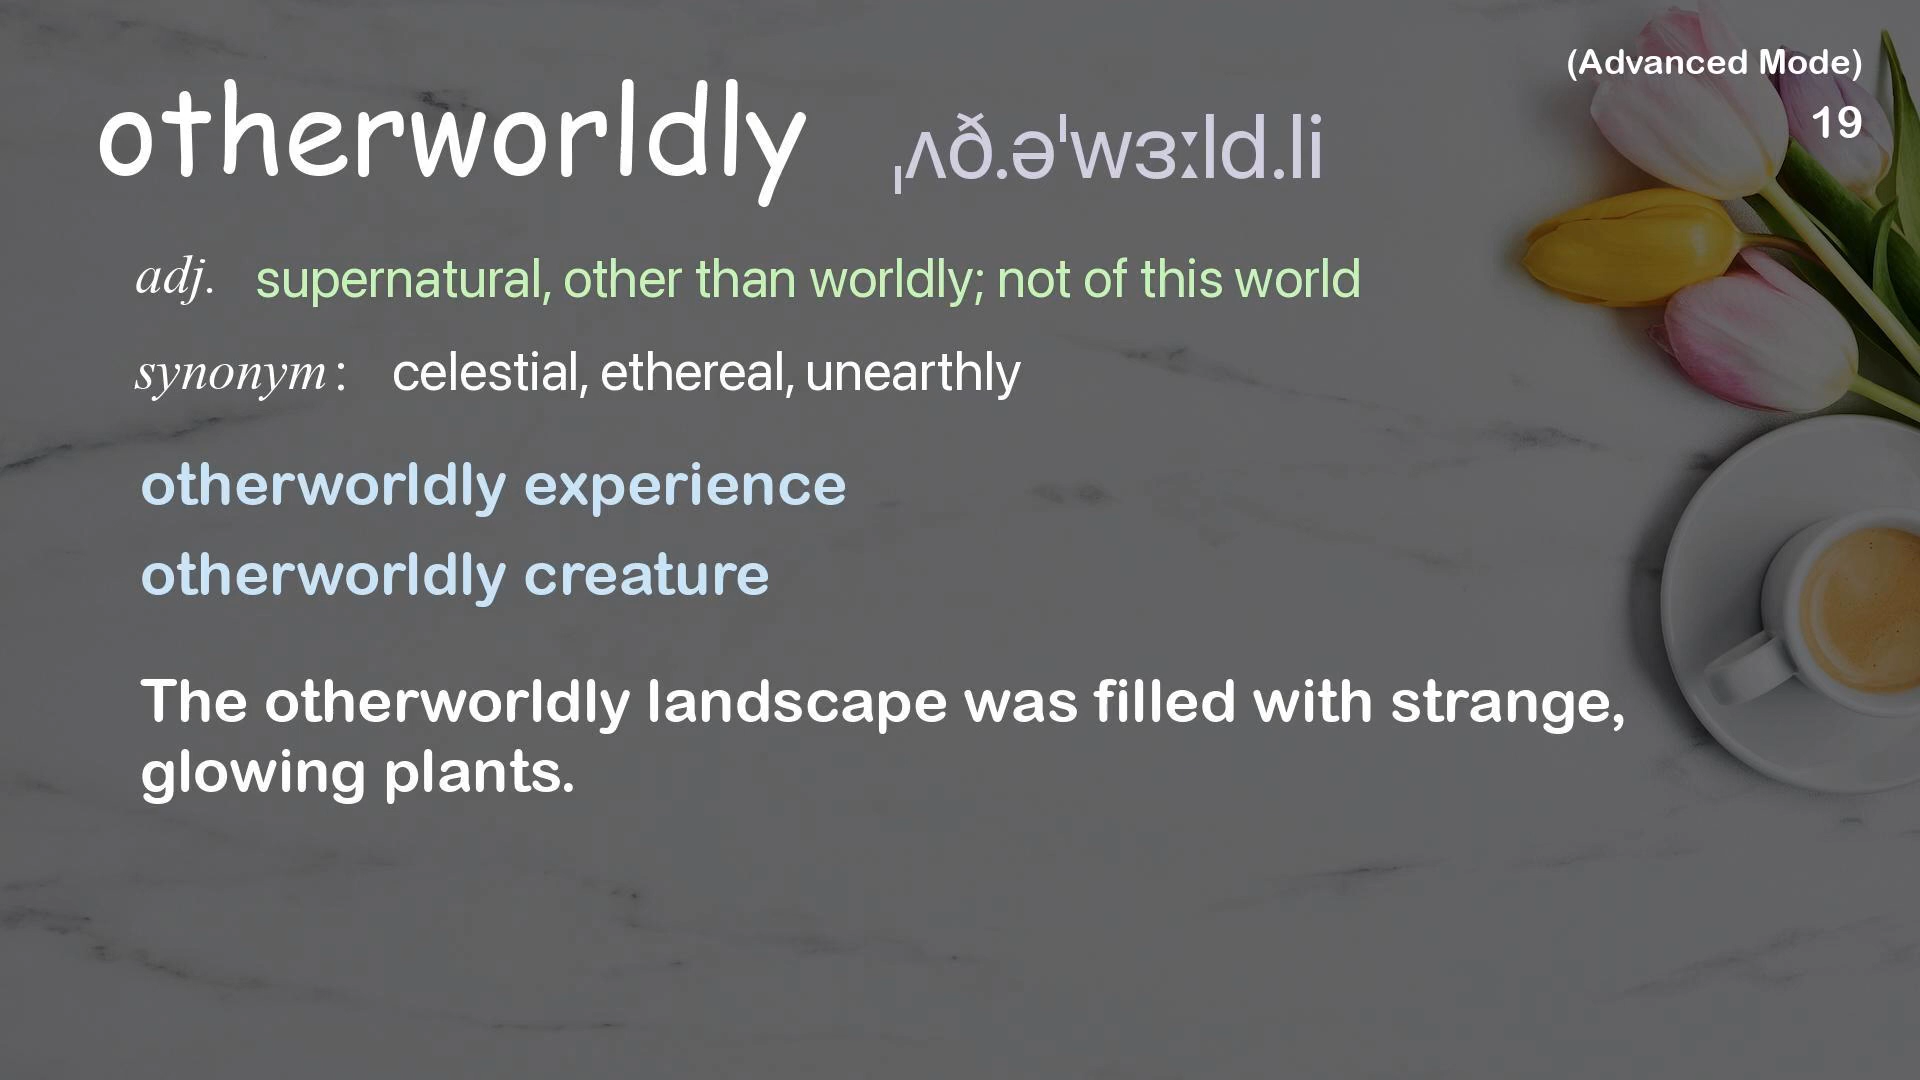 (Advanced Mode)
19
otherworldly ˌʌð.əˈwɜːld.li
adj. supernatural, other than worldly; not of this world
synonym: celestial, ethereal, unearthly
otherworldly experience
otherworldly creature
The otherworldly landscape was filled with strange,
glowing plants.